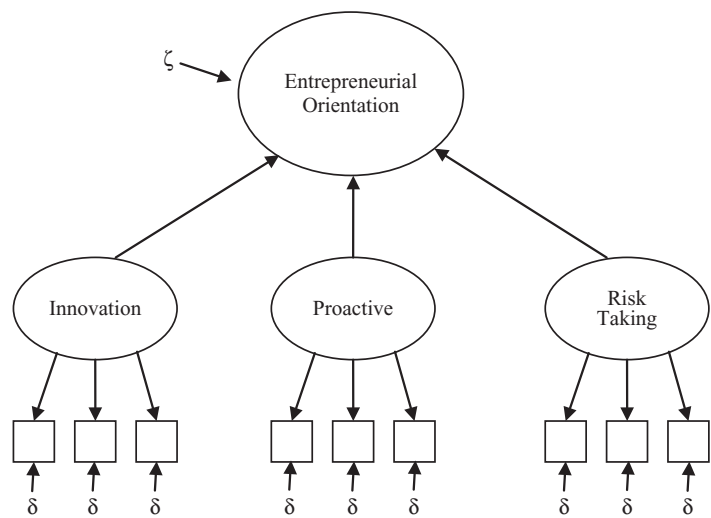 ζ
Entrepreneurial
Orientation
Innovation
Proactive
Risk
Taking
δ δ δ δ δ δ δ δ δ